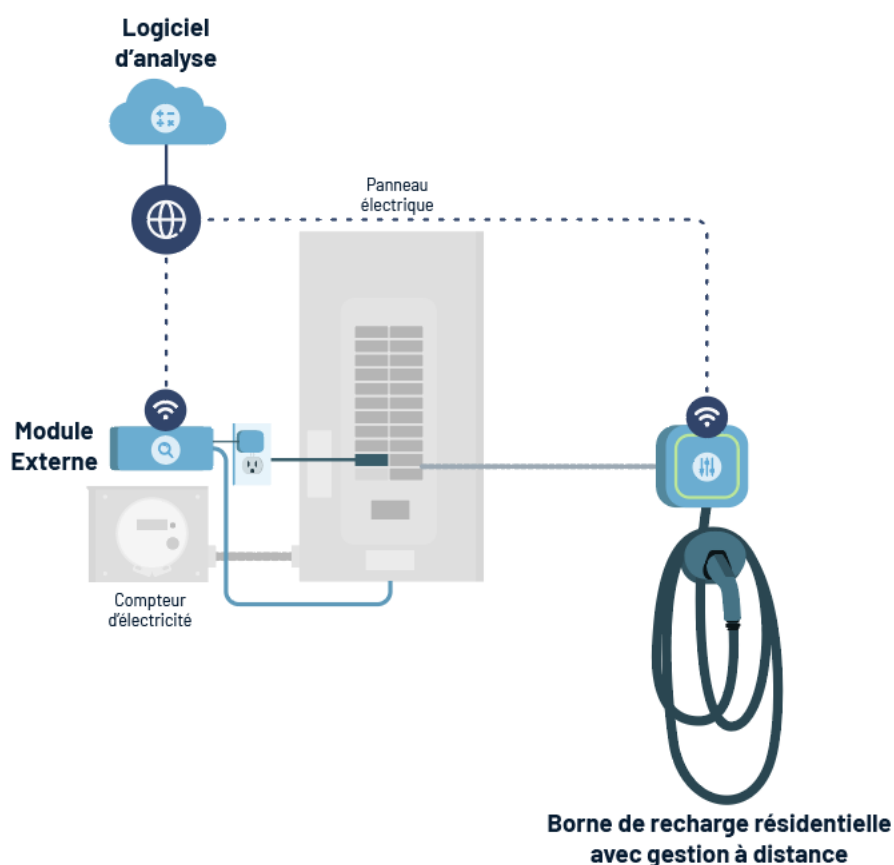 Logiciel
d'analyse
Panneau
électrique
Module
Externe
Compteur
d'électricité
Borne de recharge résidentielle
avec gestion à distance